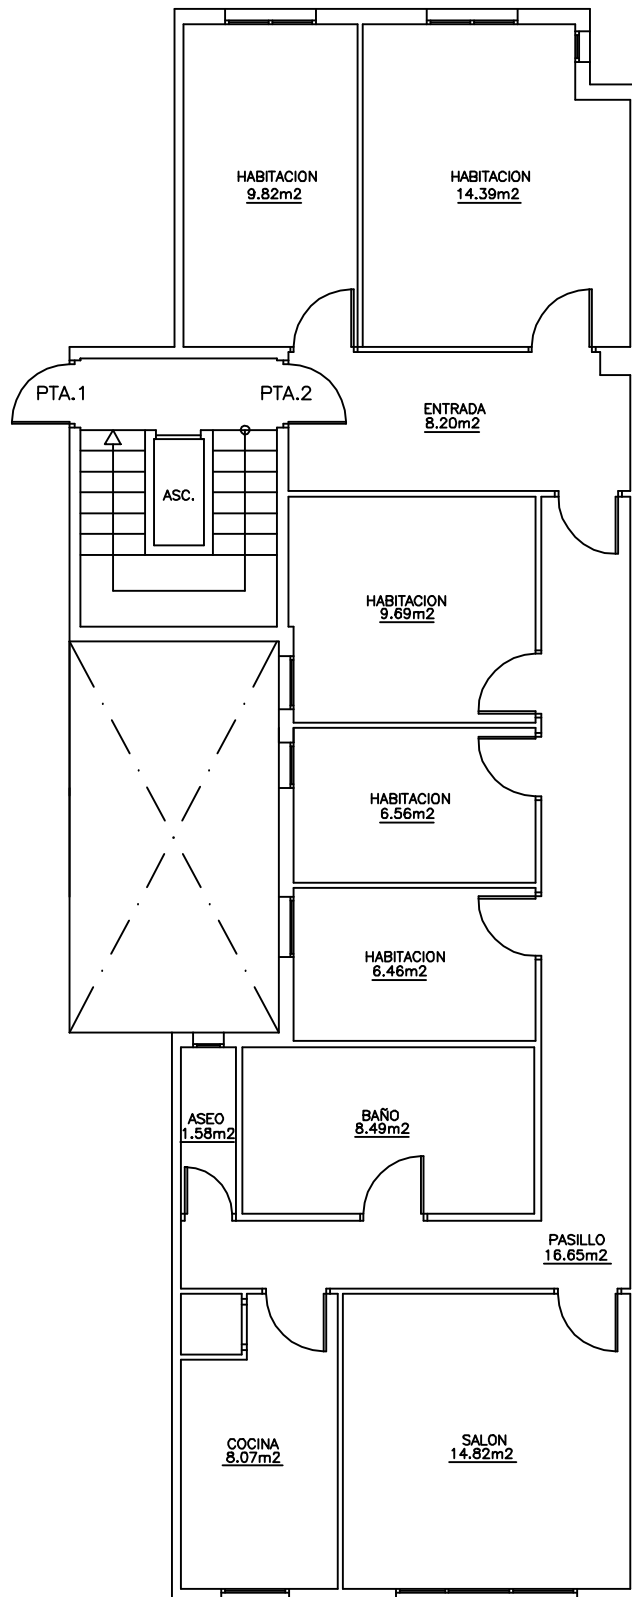 HABITACION
9.82m2
HABITACION
14.39m2
PTA.1
PTA.2
ENTRADA
8.20m2
ASC.
HABITACION
9.69m2
HABITACION
6.56m2
HABITACION
6.46m2
ASEO
1.58m2
BAÑO
8.49m2
PASILLO
16.65m2
COCINA
8.07m2
SALON
14.82m2